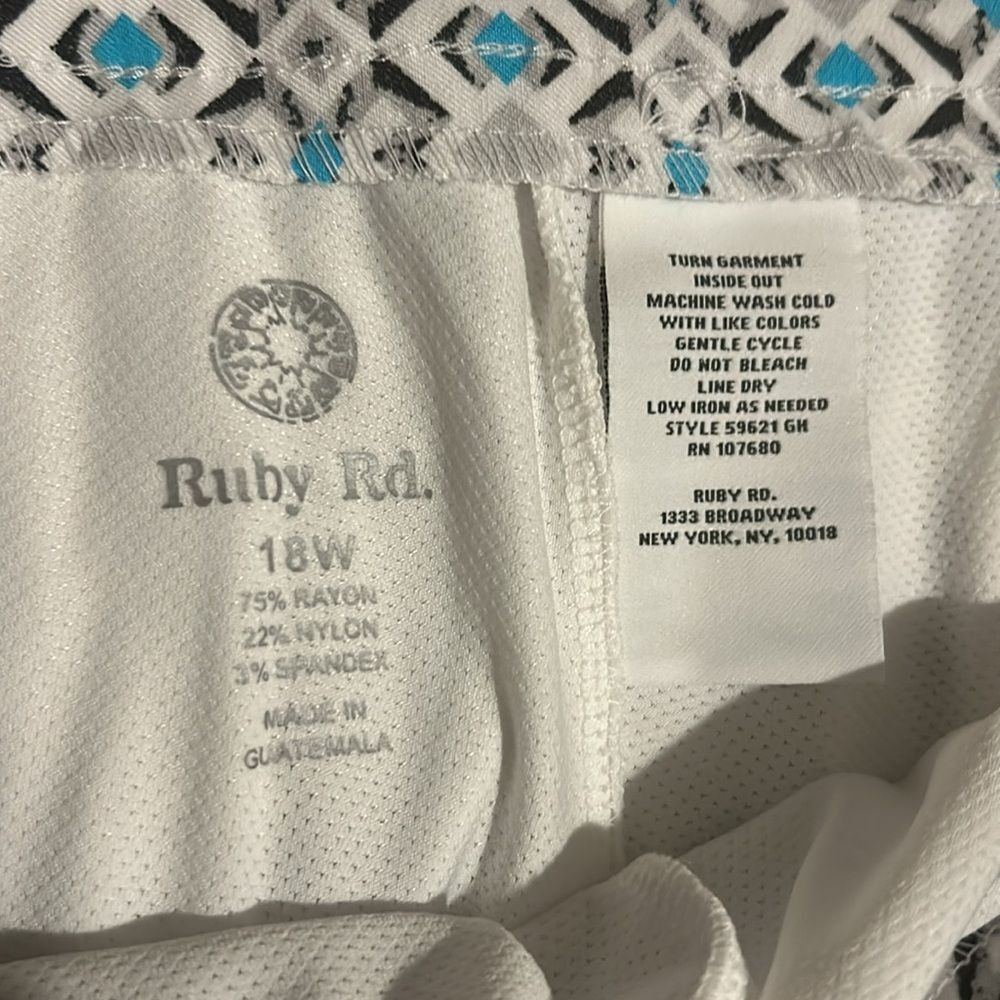 Ruby Rd.
18W
75% RAYON
22% NYLON
3% SPANDEX
MADE IN
GUATEMALA
TURN GARMENT
INSIDE OUT
MACHINE WASH COLD
WITH LIKE COLORS
GENTLE CYCLE
DO NOT BLEACH
LINE DRY
LOW IRON AS NEEDED
STYLE 59621 GH
RN 107680
RUBY RD.
1333 BROADWAY
NEW YORK, NY, 10018